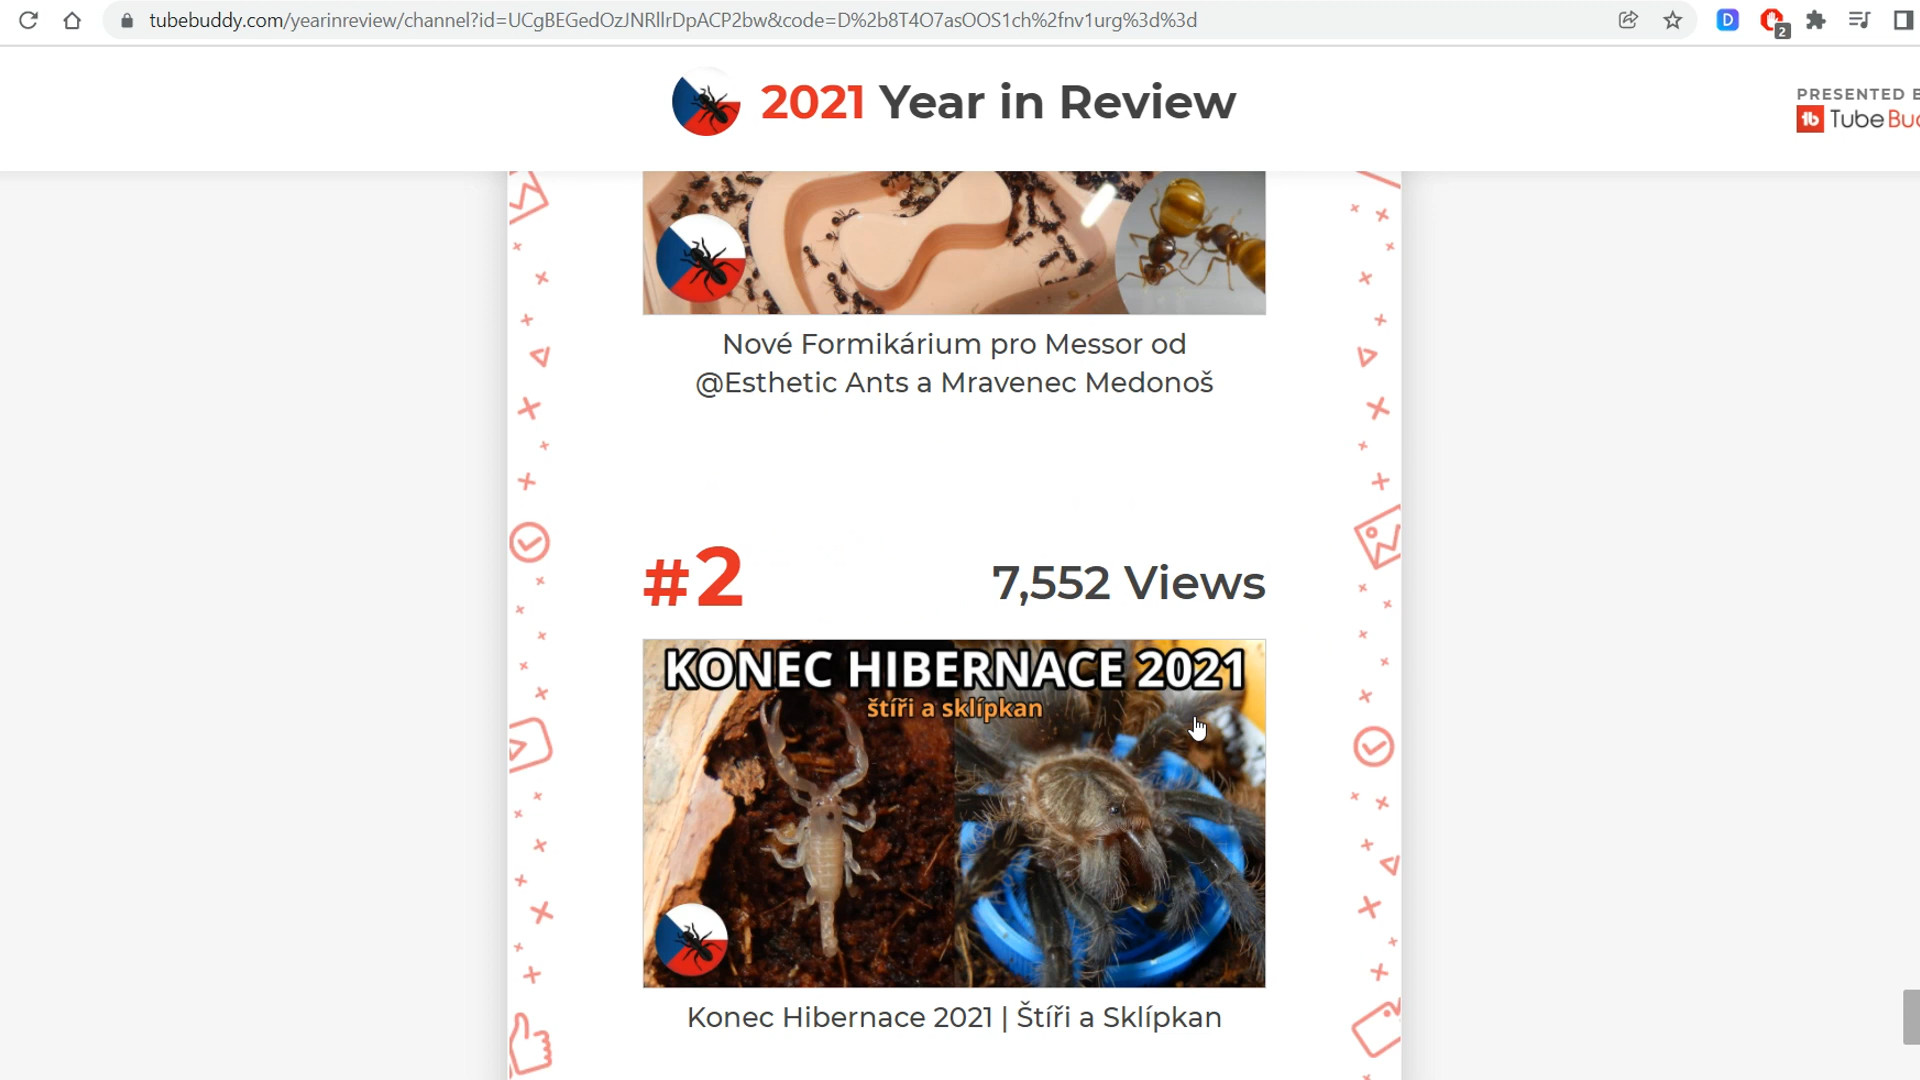 tubebuddy.com/yearinreview/channel?id=UCgBEGedOzJNRllrDpACP2bw&code=D%2b8T4O7asOOS1ch%2fnv1urg%3d%3d
D
2
2021 Year in Review
PRESENTED
tb TubeBu
Nové Formikárium pro Messor od
@Esthetic Ants a Mravenec Medonoš
#2
7,552 Views
KONEC HIBERNACE 2021
štíři a sklípkan
Konec Hibernace 2021 | Štíři a Sklípkan